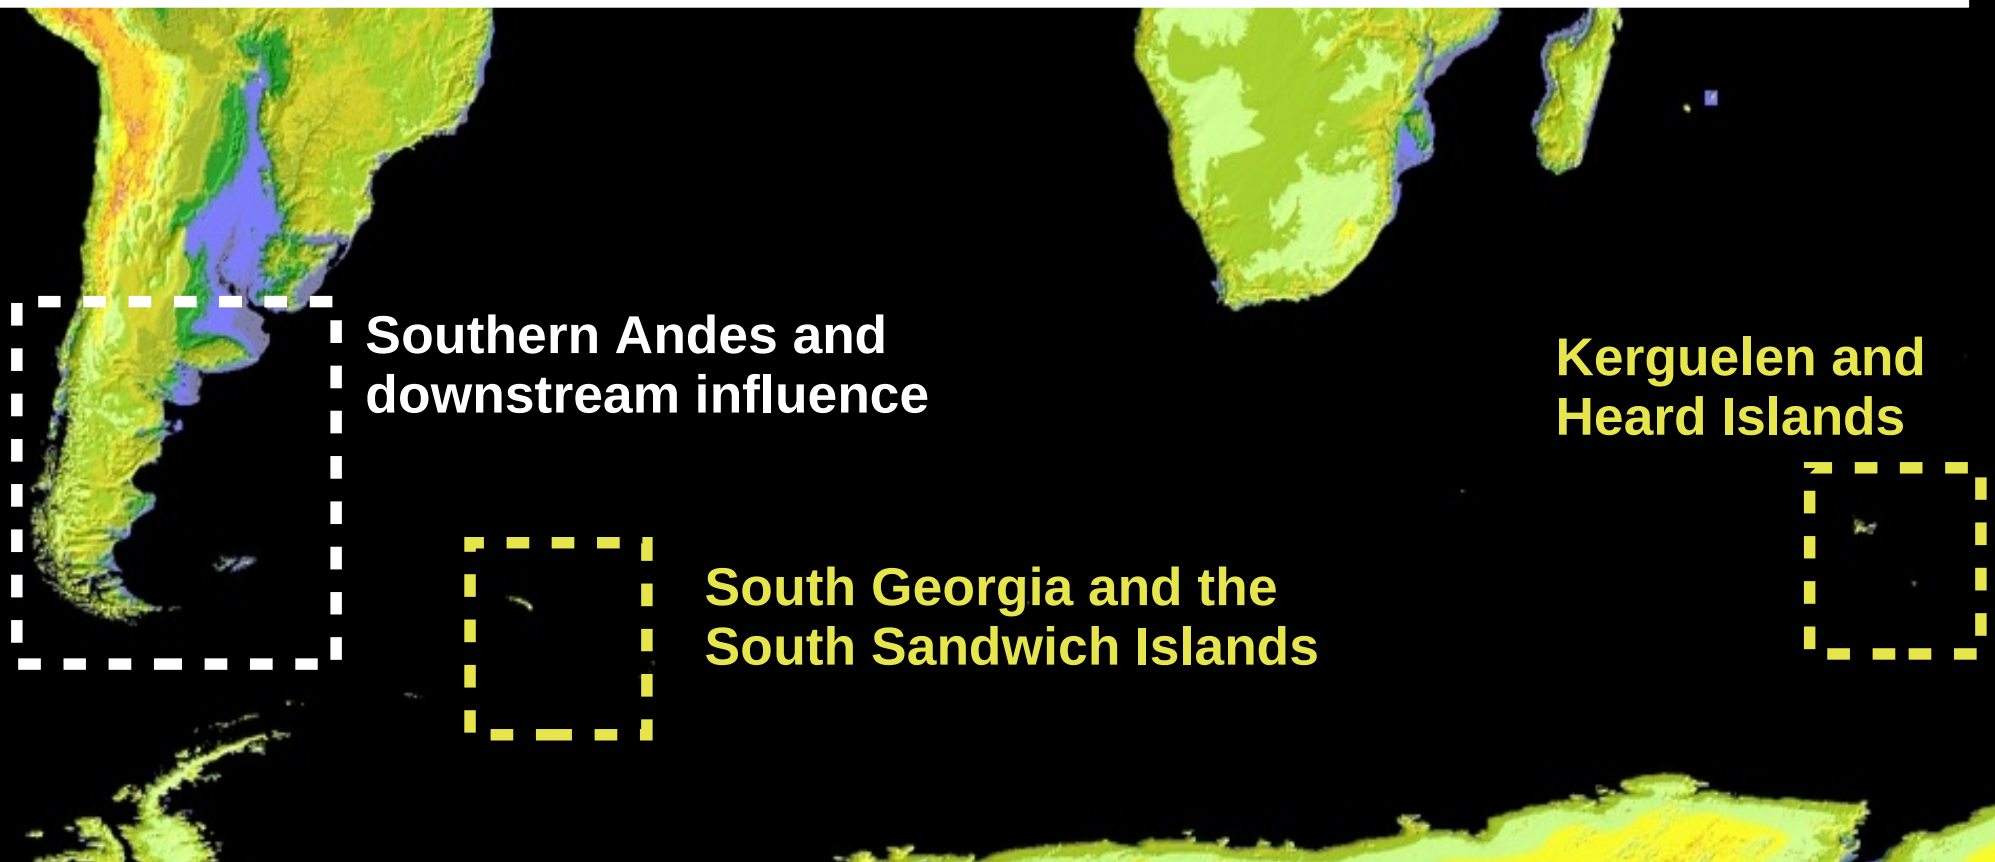 Southern Andes and
downstream influence
Kerguelen and
Heard Islands
South Georgia and the
South Sandwich Islands